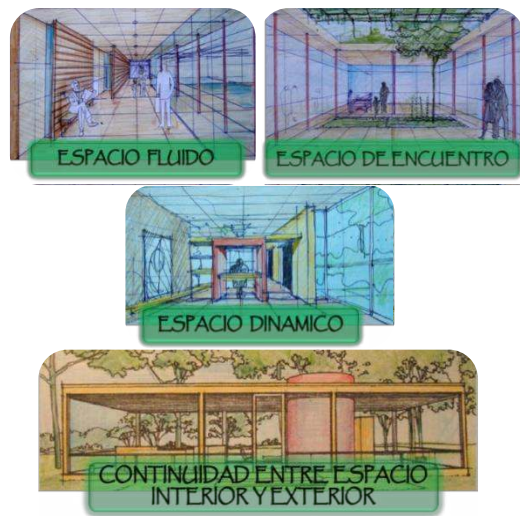 ESPACIO FLUIDO
ESPACIO DE ENCUENTRO
ESPACIO DINAMICO
CONTINUIDAD ENTRE ESPACIO
INTERIOR Y EXTERIOR